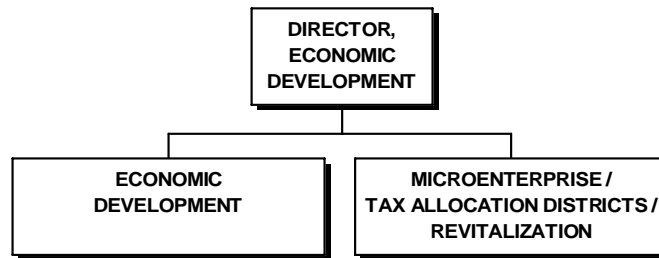 DIRECTOR,
ECONOMIC
DEVELOPMENT
ECONOMIC
DEVELOPMENT
MICROENTERPRISE /
TAX ALLOCATION DISTRICTS /
REVITALIZATION